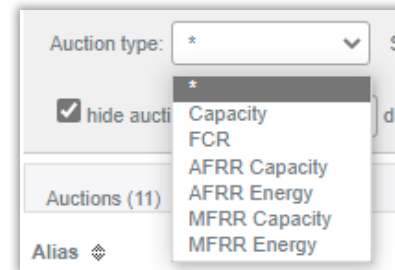 Auction type: *
*
hide aucti
Capacity
FCR
AFRR Capacity
AFRR Energy
MFRR Capacity
MFRR Energy
Auctions (11)
Alias